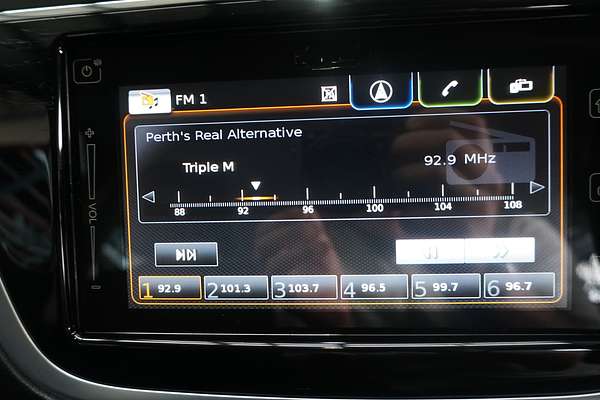 FM 1
Perth's Real Alternative
Triple M
92.9 MHz
88 92 96 100 104 108
VOL
1 92.9 2 101.3 3 103.7 4 96.5 5 99.7 6 96.7